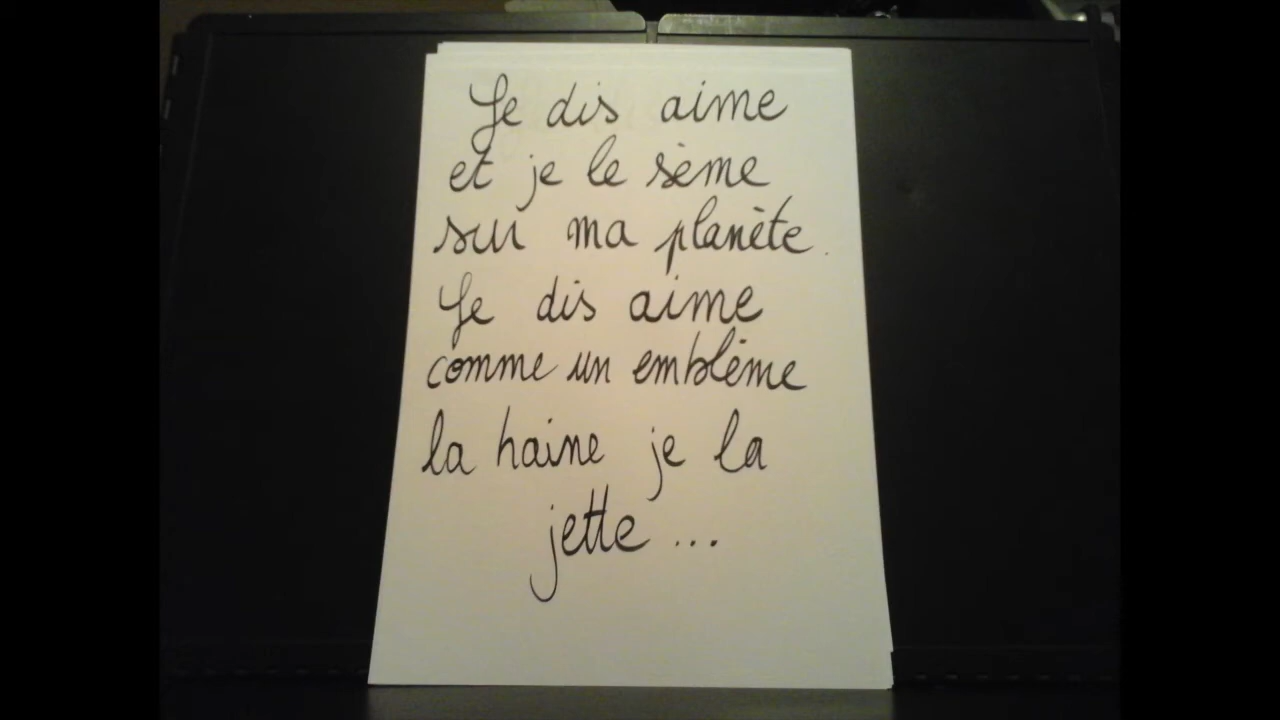 Je dis aime
et je le sème
sur ma planète.
Je dis aime
comme un emblème
la haine je la
jette...